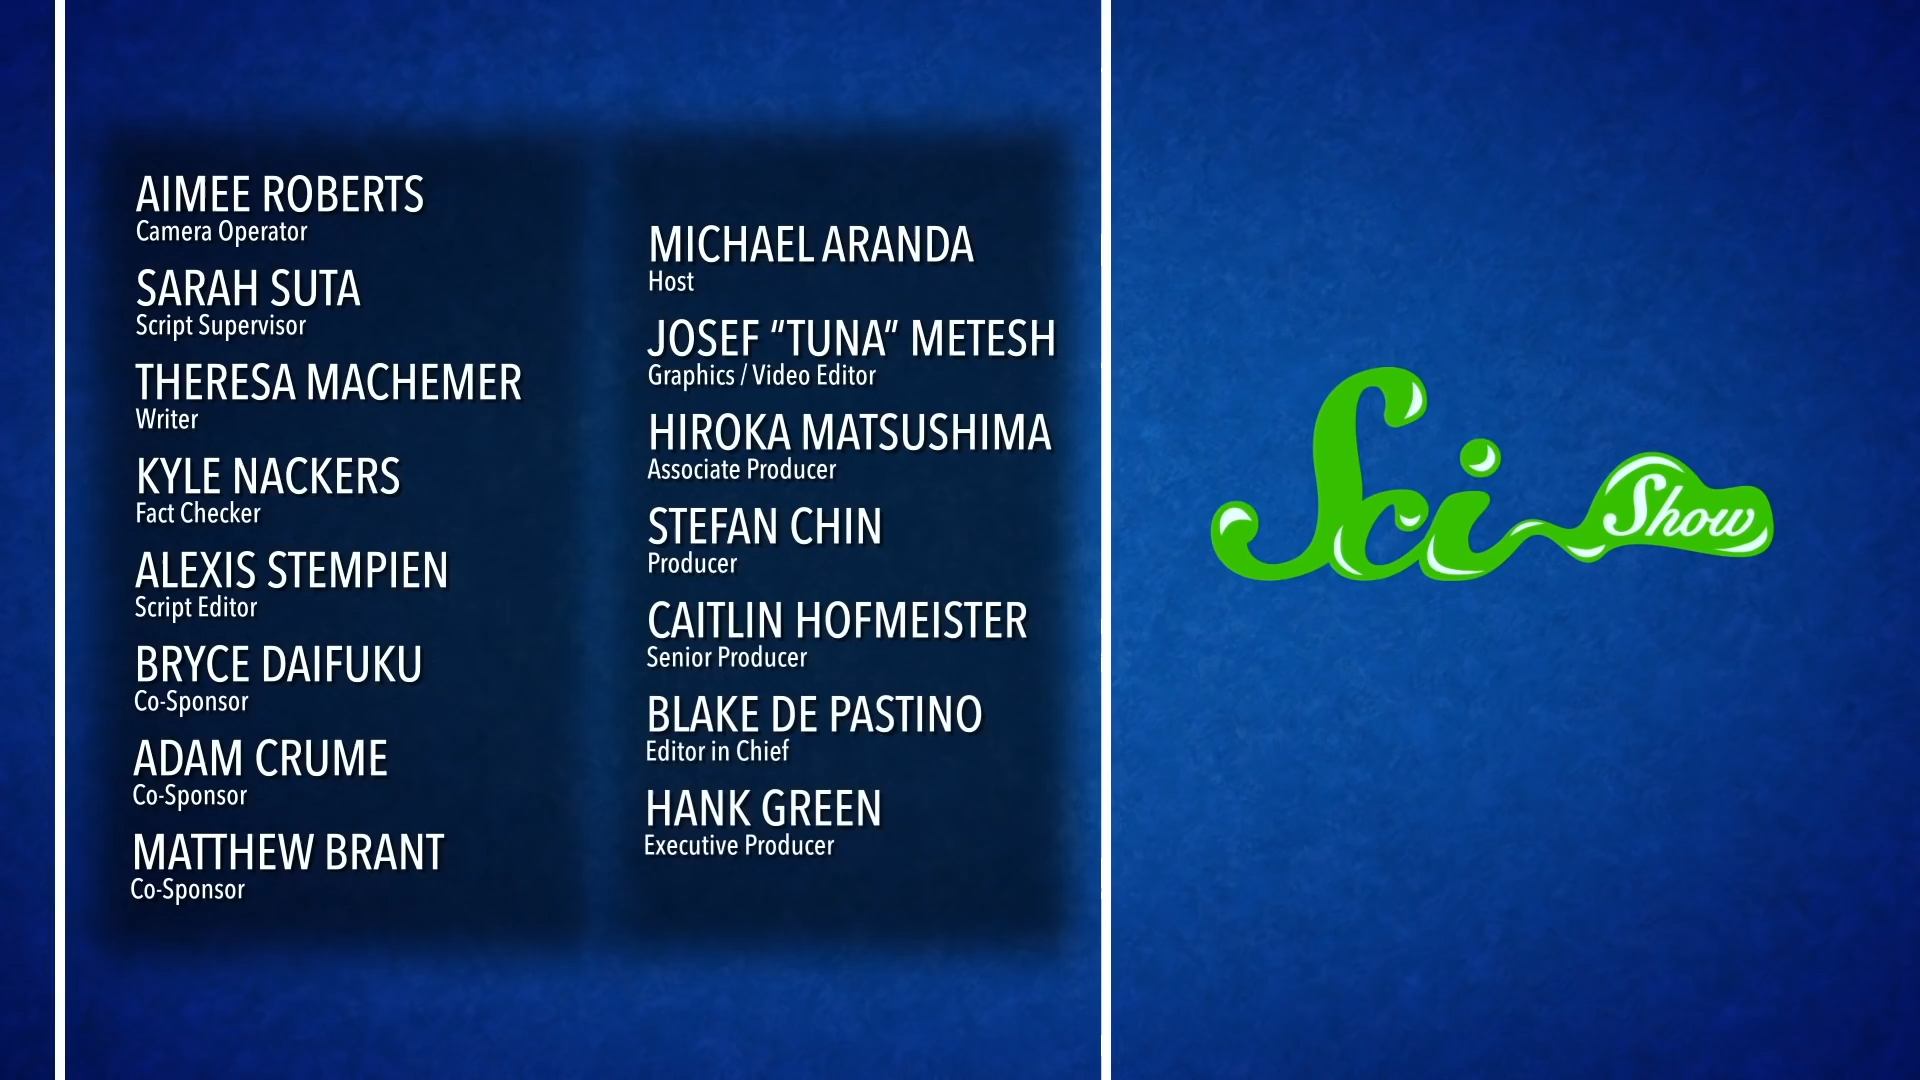 AIMEE ROBERTS
Camera Operator
SARAH SUTA
Script Supervisor
THERESA MACHEMER
Writer
KYLE NACKERS
Fact Checker
ALEXIS STEMPIEN
Script Editor
BRYCE DAIFUKU
Co-Sponsor
ADAM CRUME
Co-Sponsor
MATTHEW BRANT
Co-Sponsor
MICHAEL ARANDA
Host
JOSEF “TUNA” METESH
Graphics / Video Editor
HIROKA MATSUSHIMA
Associate Producer
STEFAN CHIN
Producer
CAITLIN HOFMEISTER
Senior Producer
BLAKE DE PASTINO
Editor in Chief
HANK GREEN
Executive Producer
Sci Show